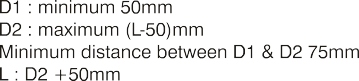 D1 : minimum 50mm
D2 : maximum (L-50)mm
Minimum distance between D1 & D2 75mm
L : D2 +50mm